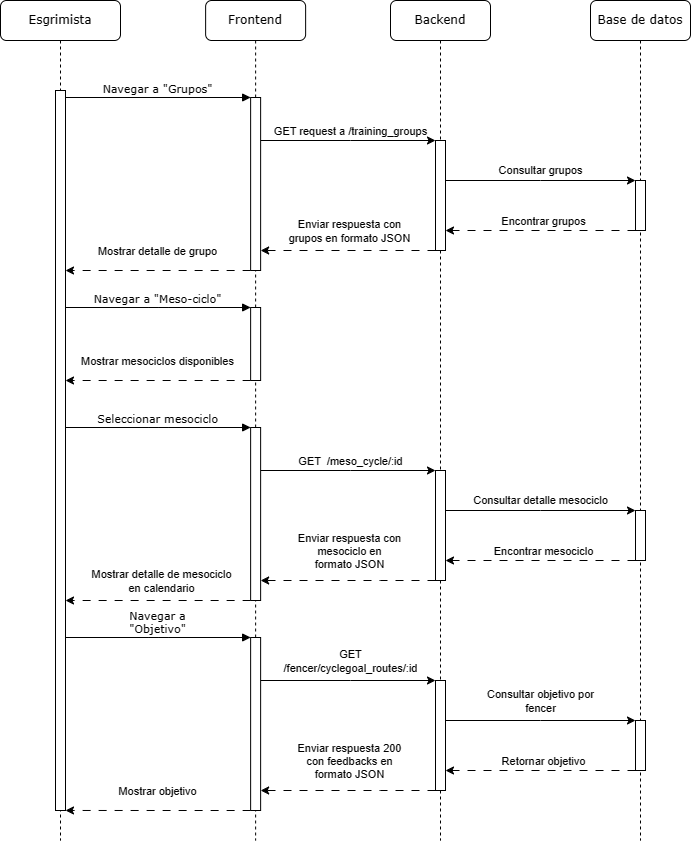 Esgrimista
Frontend
Backend
Base de datos
Navegar a "Grupos"
GET request a /training_groups
Consultar grupos
Encontrar grupos
Enviar respuesta con
grupos en formato JSON
Mostrar detalle de grupo
Navegar a "Meso-ciclo"
Mostrar mesociclos disponibles
Seleccionar mesociclo
GET /meso_cycle/:id
Consultar detalle mesociclo
Enviar respuesta con
mesociclo en
formato JSON
Encontrar mesociclo
Mostrar detalle de mesociclo
en calendario
Navegar a
"Objetivo"
GET
/fencer/cyclegoal_routes/:id
Consultar objetivo por
fencer
Enviar respuesta 200
con feedbacks en
formato JSON
Retornar objetivo
Mostrar objetivo